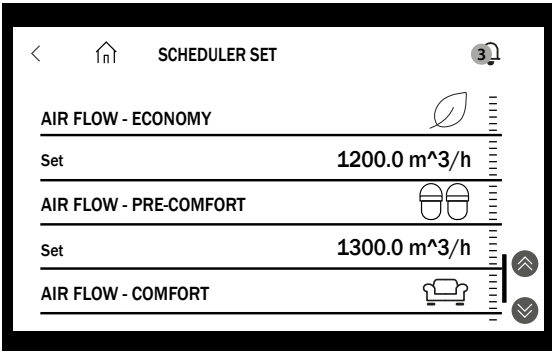 SCHEDULER SET 3
AIR FLOW - ECONOMY
Set 1200.0 m^3/h
AIR FLOW - PRE-COMFORT
Set 1300.0 m^3/h
AIR FLOW - COMFORT